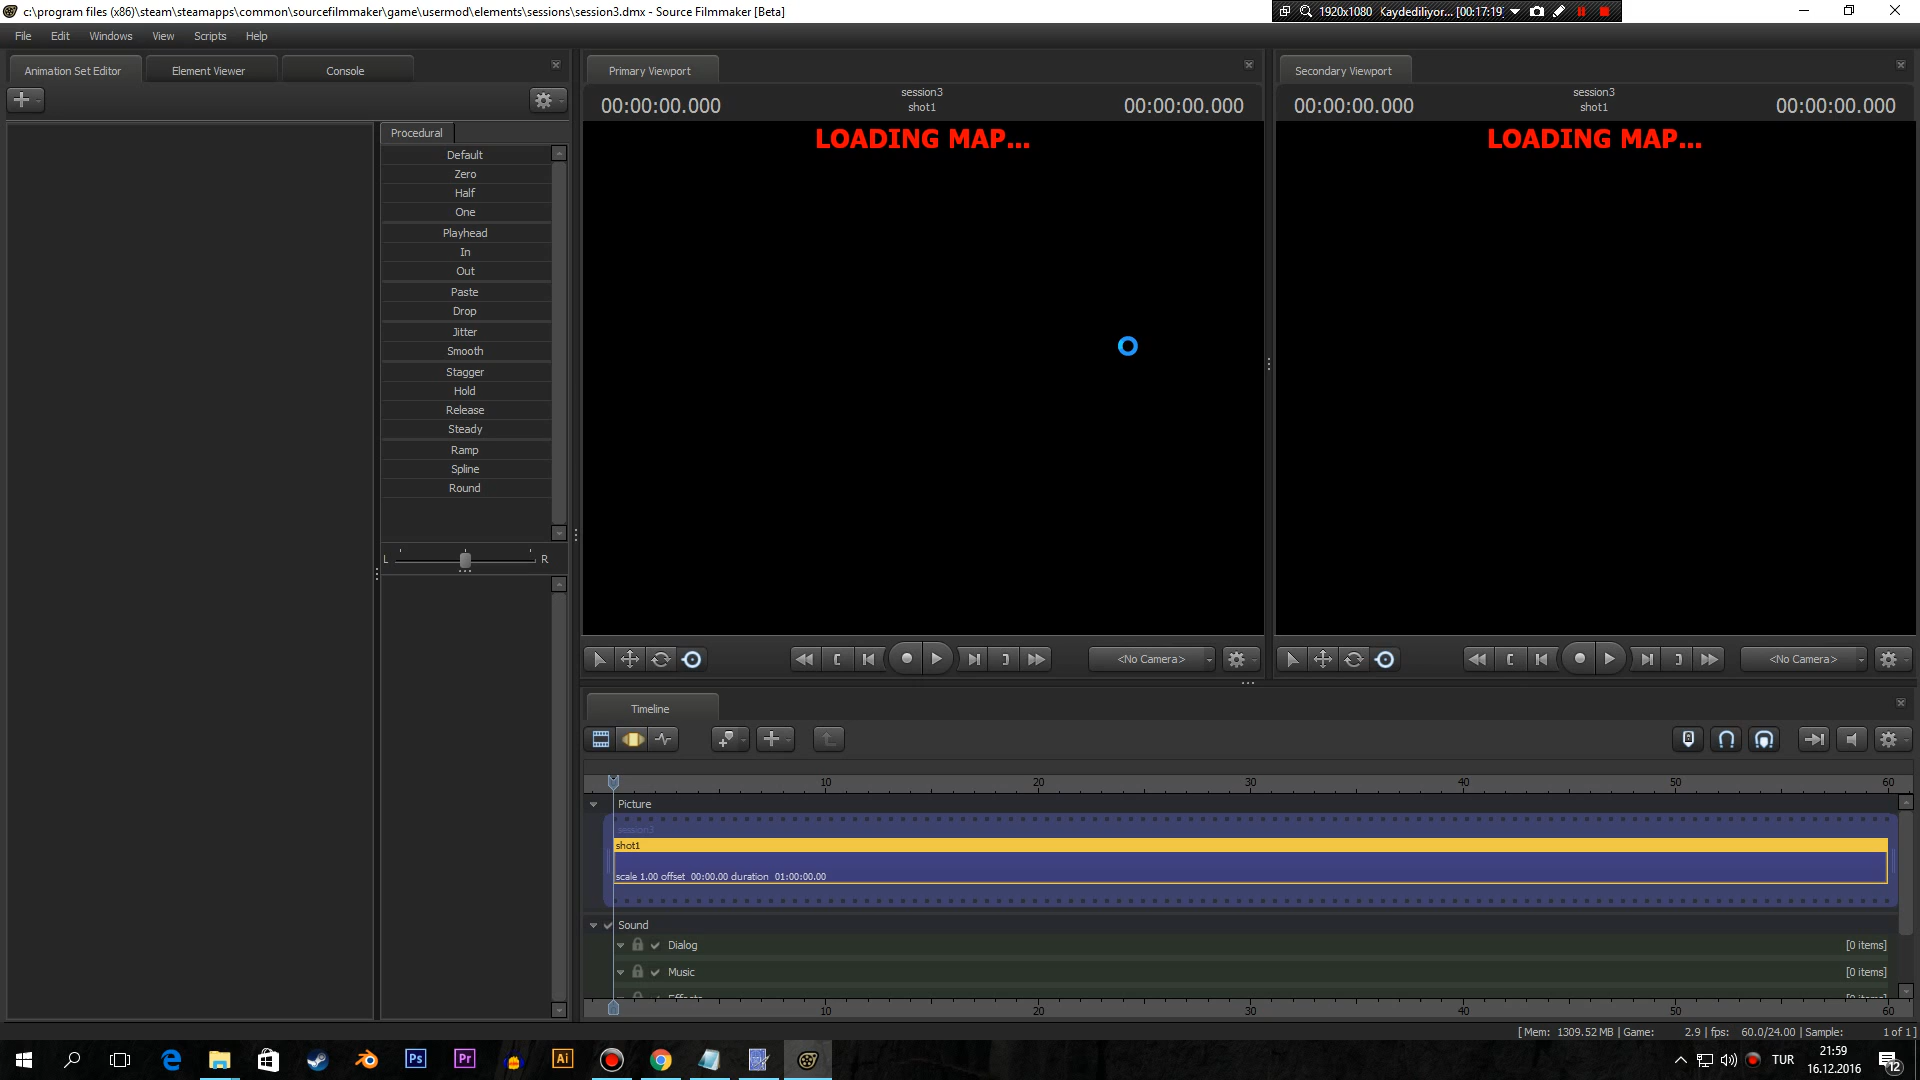 c:\program files (x86)\steam\steamapps\common\sourcefilmmaker\game\usermod\elements\sessions\session3.dmx - Source Filmmaker [Beta]
1920x1080 Kaydediliyor... [00:17:19]
File Edit Windows View Scripts Help
Animation Set Editor
Element Viewer
Console
Procedural
Default
Zero
Half
One
Playhead
In
Out
Paste
Drop
Jitter
Smooth
Stagger
Hold
Release
Steady
Ramp
Spline
Round
L R
Primary Viewport
00:00:00.000
session3
shot1
00:00:00.000
LOADING MAP...
<No Camera>
Secondary Viewport
00:00:00.000
session3
shot1
00:00:00.000
LOADING MAP...
<No Camera>
Timeline
10 20 30 40 50 60
Picture
session3
shot1
scale 1.00 offset 00:00.00 duration 01:00:00.00
Sound
Dialog [0 items]
Music [0 items]
Effects [0 items]
10 20 30 40 50 60
[ Mem: 1309.52 MB | Game: 2.9 | fps: 60.0/24.00 | Sample: 1 of 1 ]
Ps
Pr
Ai
TUR
21:59
16.12.2016
12